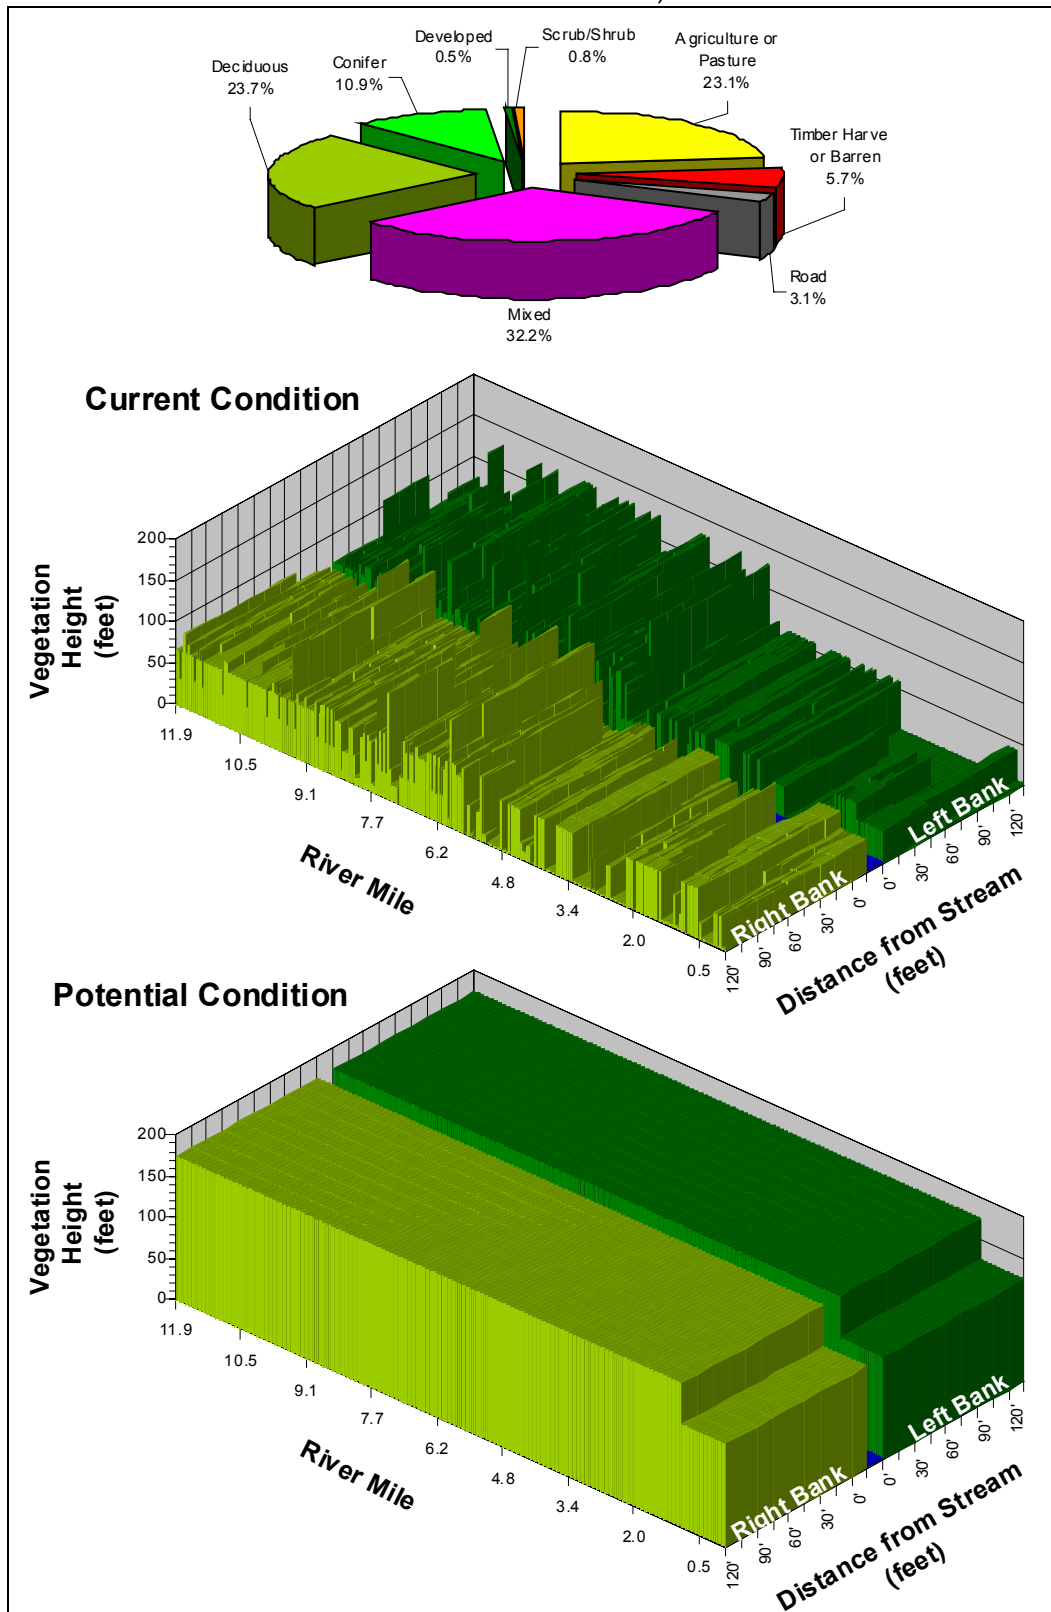 Developed
0.5%
Scrub/Shrub
0.8%
Agriculture or
Pasture
23.1%
Deciduous
23.7%
Conifer
10.9%
Timber Harve
or Barren
5.7%
Road
3.1%
Mixed
32.2%
Current Condition
Vegetation
Height
(feet)
200
150
100
50
0
11.9
10.5
9.1
7.7
6.2
4.8
3.4
2.0
0.5
River Mile
Right Bank
Left Bank
120'
90'
60'
30'
0'
0'
30'
60'
90'
120'
Distance from Stream
(feet)
Potential Condition
Vegetation
Height
(feet)
200
150
100
50
0
11.9
10.5
9.1
7.7
6.2
4.8
3.4
2.0
0.5
River Mile
Right Bank
Left Bank
120'
90'
60'
30'
0'
0'
30'
60'
90'
120'
Distance from Stream
(feet)